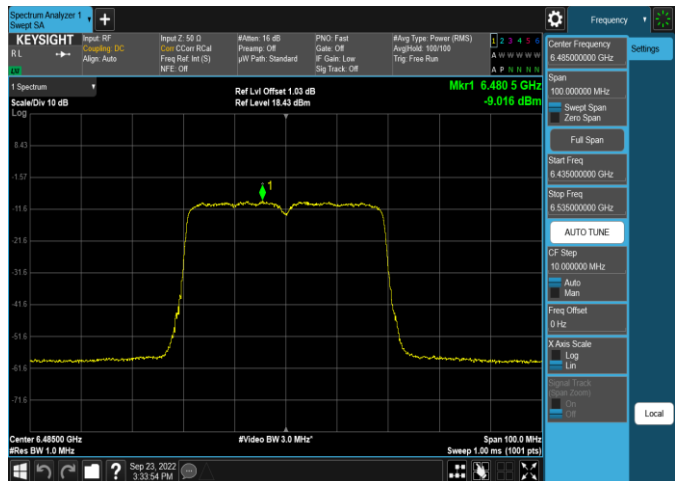 Spectrum Analyzer 1
Swept SA
+
Frequency
KEYSIGHT
Input: RF
Input Z: 50 Ω
#Atten: 16 dB
PNO: Fast
#Avg Type: Power (RMS)
1 2 3 4 5 6
RL
Coupling: DC
Corr CCorr RCal
Preamp: Off
Gate: Off
Avg|Hold: 100/100
A W W W W W
Align: Auto
Freq Ref: Int (S)
µW Path: Standard
IF Gain: Low
Trig: Free Run
NFE: Off
Sig Track: Off
A P N N N N
1 Spectrum
Ref Lvl Offset 1.03 dB
Mkr1 6.480 5 GHz
Scale/Div 10 dB
Ref Level 18.43 dBm
-9.016 dBm
Log
8.43
-1.57
-11.6
-21.6
-31.6
-41.6
-51.6
-61.6
-71.6
1
Center 6.48500 GHz
#Video BW 3.0 MHz*
Span 100.0 MHz
#Res BW 1.0 MHz
Sweep 1.00 ms (1001 pts)
? Sep 23, 2022
3:33:54 PM
Center Frequency
6.485000000 GHz
Settings
Span
100.000000 MHz
Swept Span
Zero Span
Full Span
Start Freq
6.435000000 GHz
Stop Freq
6.535000000 GHz
AUTO TUNE
CF Step
10.000000 MHz
Auto
Man
Freq Offset
0 Hz
X Axis Scale
Log
Lin
Signal Track
(Span Zoom)
On
Off
Local